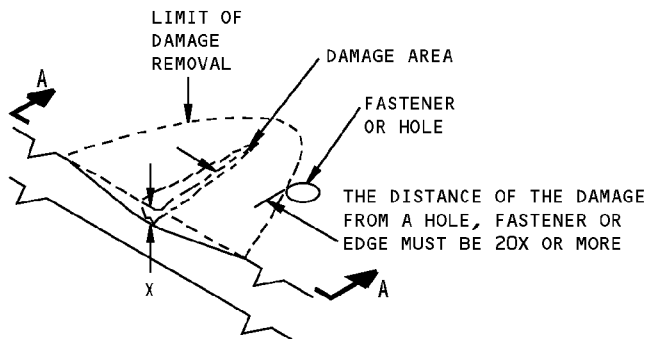 LIMIT OF
DAMAGE
REMOVAL
DAMAGE AREA
A
FASTENER
OR HOLE
THE DISTANCE OF THE DAMAGE
FROM A HOLE, FASTENER OR
EDGE MUST BE 20X OR MORE
A
X